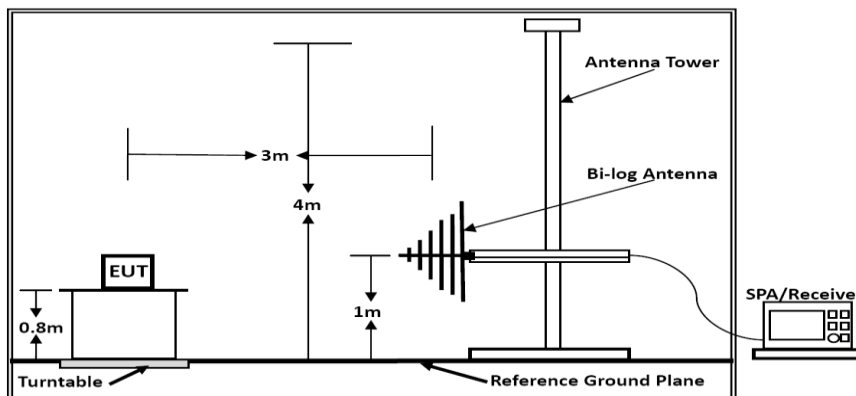 Antenna Tower
3m
Bi-log Antenna
4m
EUT
SPA/Receive
0.8m
1m
Turntable
Reference Ground Plane